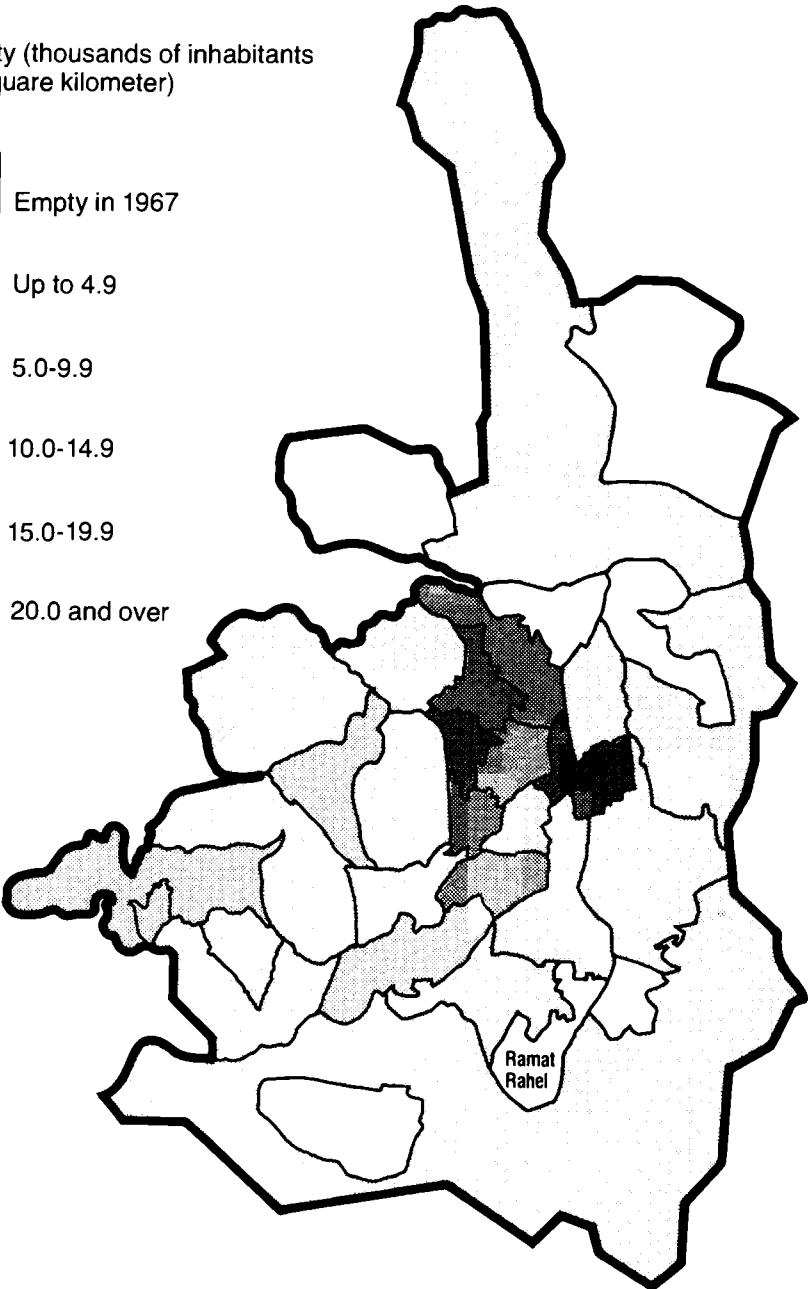 ty (thousands of inhabitants
quare kilometer)
Empty in 1967
Up to 4.9
5.0-9.9
10.0-14.9
15.0-19.9
20.0 and over
Ramat
Rahel